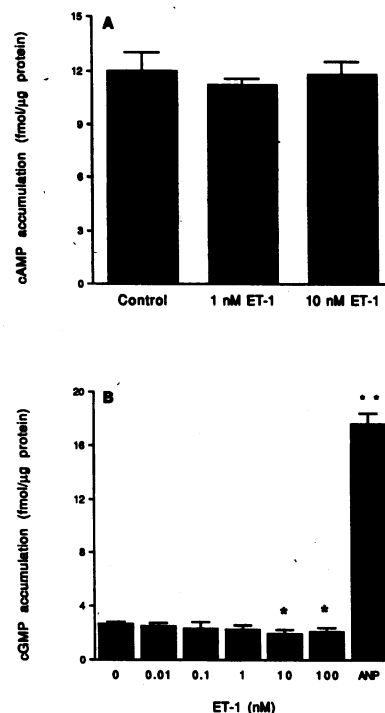 A
cAMP accumulation (fmol/µg protein)
15
12
9
6
3
0
Control 1 nM ET-1 10 nM ET-1
B
cGMP accumulation (fmol/µg protein)
20
16
12
8
4
0
* *
* *
0 0.01 0.1 1 10 100 ANP
ET-1 (nM)